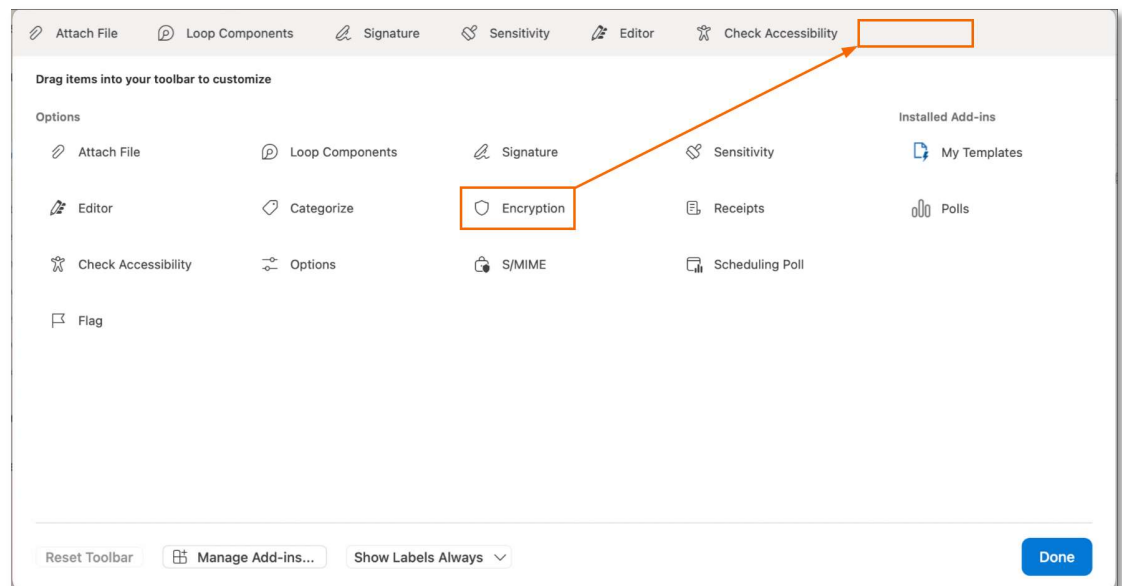 Attach File Loop Components Signature Sensitivity Editor Check Accessibility
Drag items into your toolbar to customize
Options Installed Add-ins
Attach File Loop Components Signature Sensitivity My Templates
Editor Categorize Encryption Receipts Polls
Check Accessibility Options S/MIME Scheduling Poll
Flag
Reset Toolbar Manage Add-ins... Show Labels Always Done